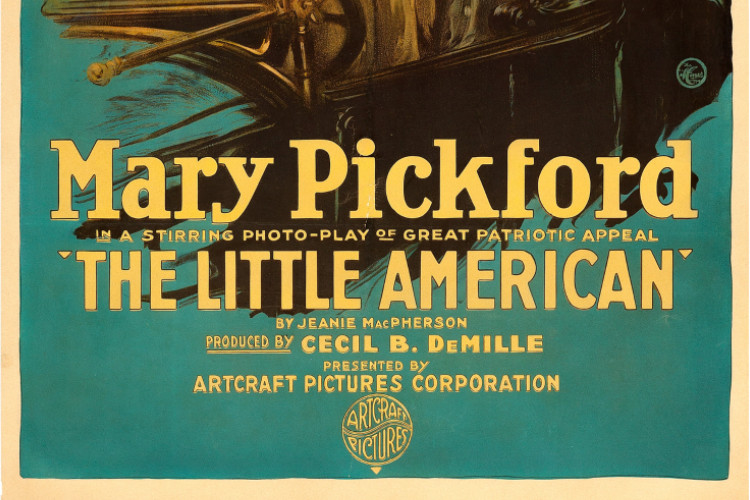 Mary Pickford
IN A STIRRING PHOTO-PLAY OF GREAT PATRIOTIC APPEAL
"THE LITTLE AMERICAN"
BY JEANIE MACPHERSON
PRODUCED BY CECIL B. DEMILLE
PRESENTED BY
ARTCRAFT PICTURES CORPORATION
ARTCRAFT
PICTURES